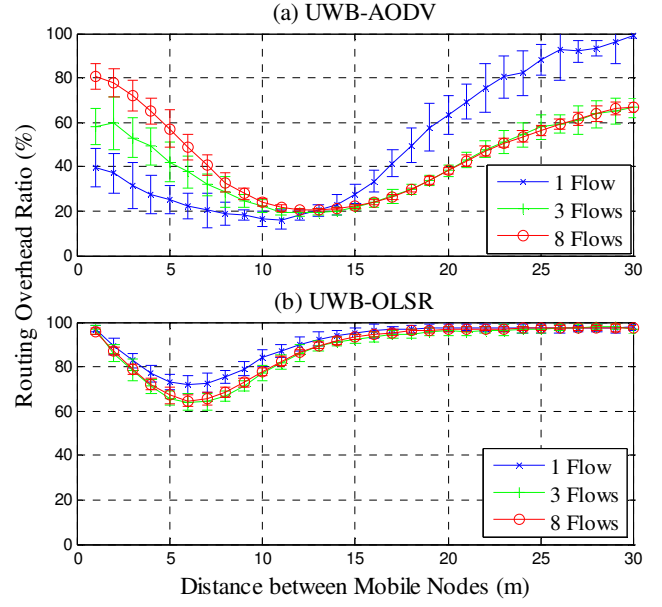 (a) UWB-AODV
100
80
60
40
20
0
0 5 10 15 20 25 30
1 Flow
3 Flows
8 Flows
Routing Overhead Ratio (%)
(b) UWB-OLSR
100
80
60
40
20
0
0 5 10 15 20 25 30
1 Flow
3 Flows
8 Flows
Distance between Mobile Nodes (m)